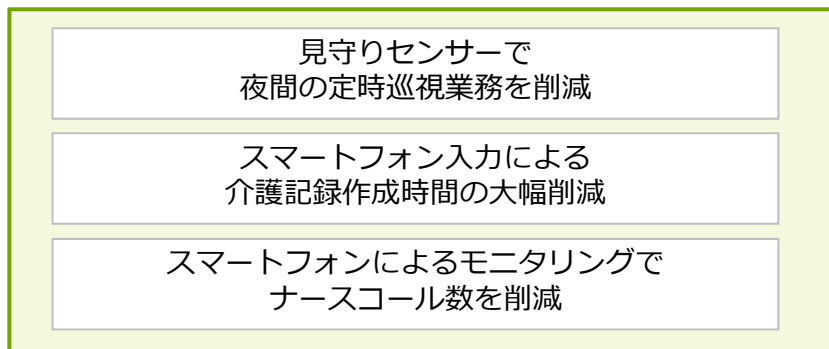 見守りセンサーで
夜間の定時巡視業務を削減
スマートフォン入力による
介護記録作成時間の大幅削減
スマートフォンによるモニタリングで
ナースコール数を削減